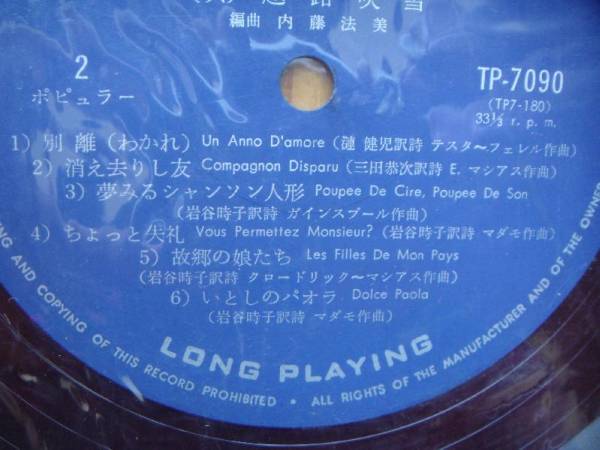 編曲 内藤法美
2
ポピュラー
TP-7090
(TP7-180)
33⅓ r. p. m.
1) 別離(わかれ) Un Anno D'amore (漣 健児訳詩 テスタ〜フェレル作曲)
2) 消え去りし友 Compagnon Disparu (三田恭次訳詩 E. マシアス作曲)
3) 夢みるシャンソン人形 Poupee De Cire, Poupee De Son
(岩谷時子訳詩 ガインスブール作曲)
4) ちょっと失礼 Vous Permettez Monsieur? (岩谷時子訳詩 マダモ作曲)
5) 故郷の娘たち Les Filles De Mon Pays
(岩谷時子訳詩 クロードリック〜マシアス作曲)
6) いとしのパオラ Dolce Paola
(岩谷時子訳詩 マダモ作曲)
LONG PLAYING
ING AND COPYING OF THIS RECORD PROHIBITED • ALL RIGHTS OF THE MANUFACTURER AND OF THE OWNER